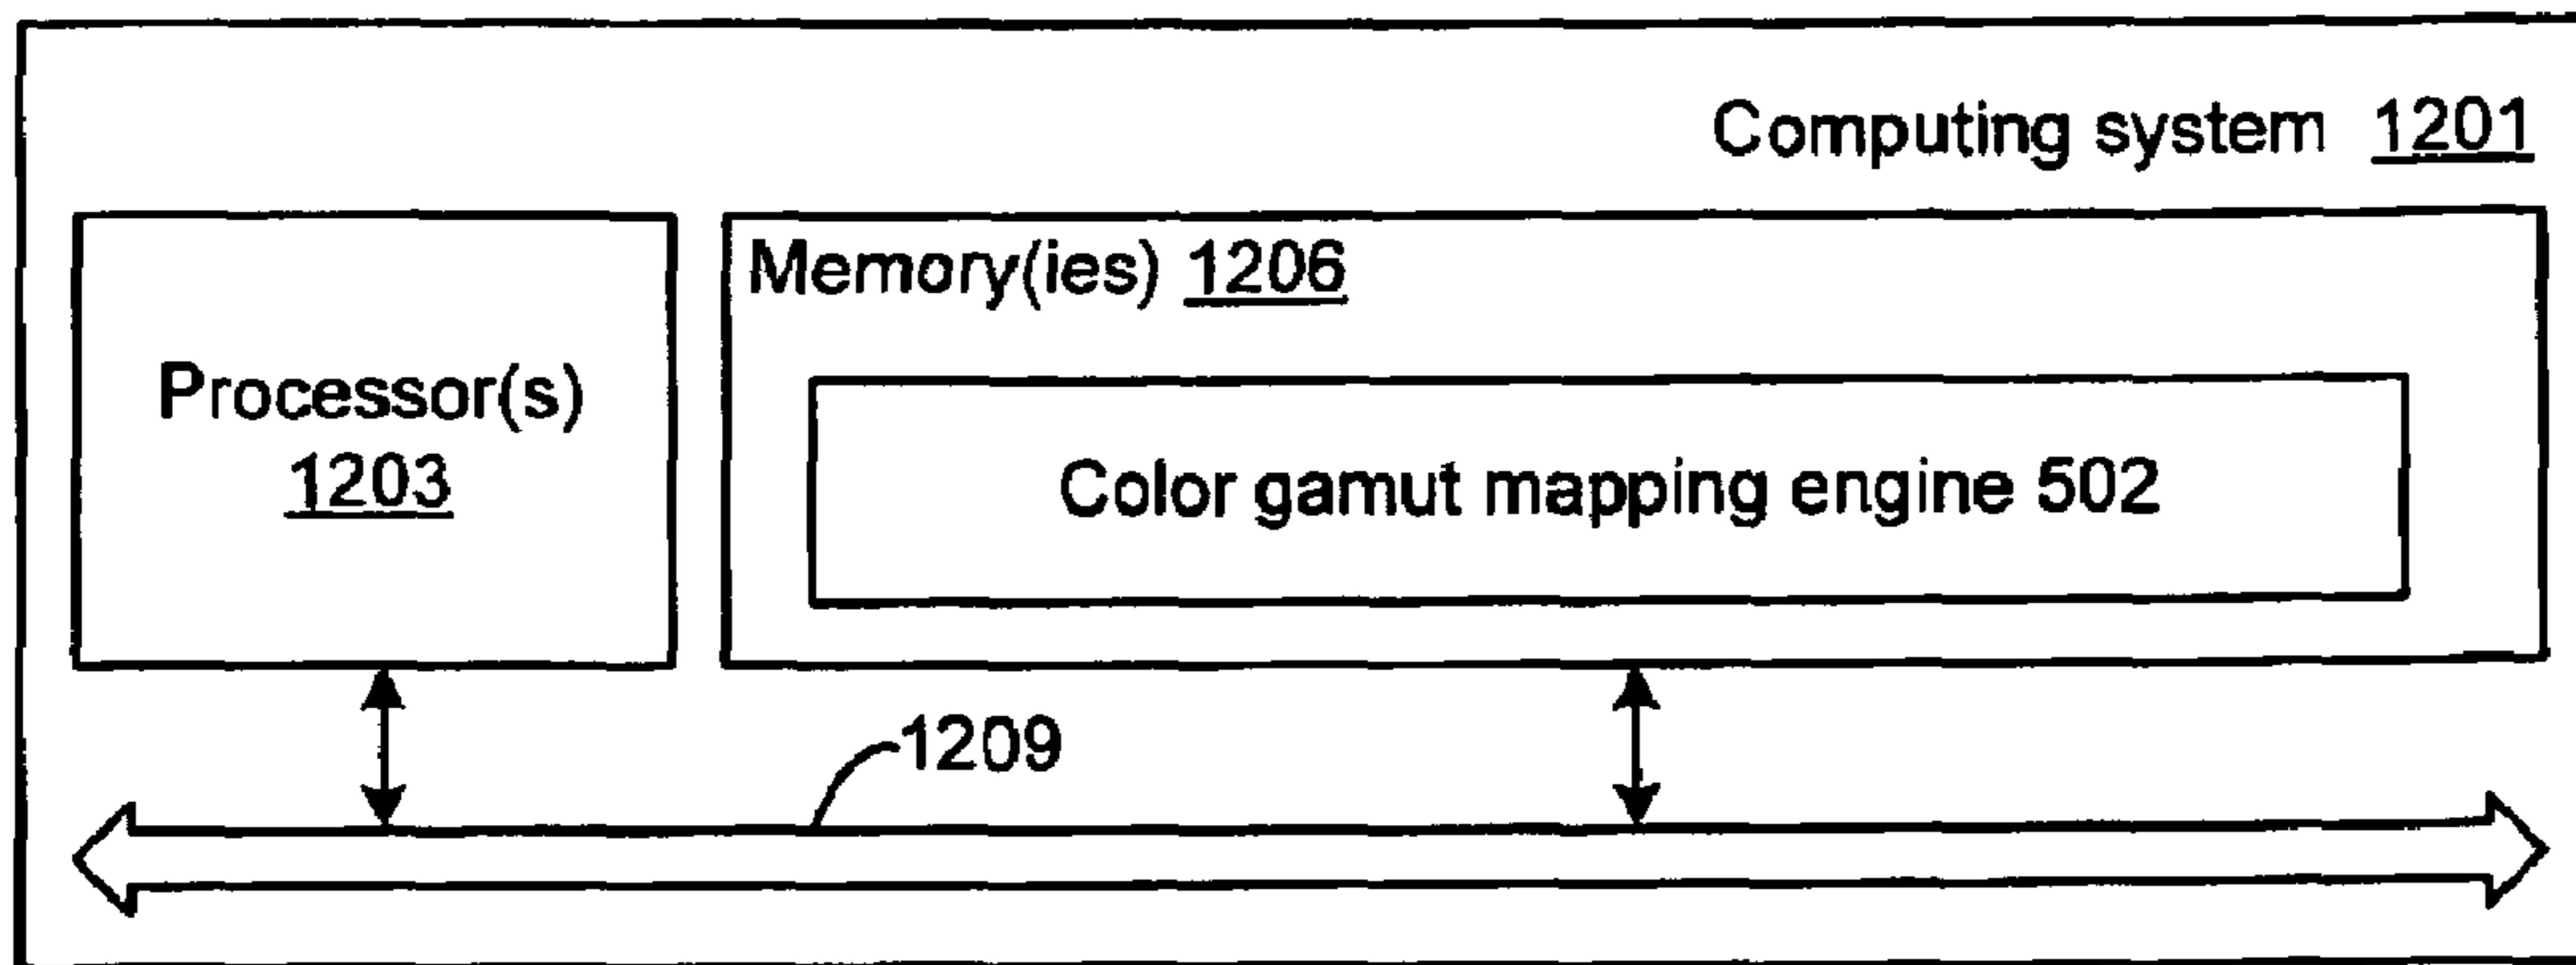 Computing system 1201
Memory(ies) 1206
Processor(s)
1203
Color gamut mapping engine 502
1209